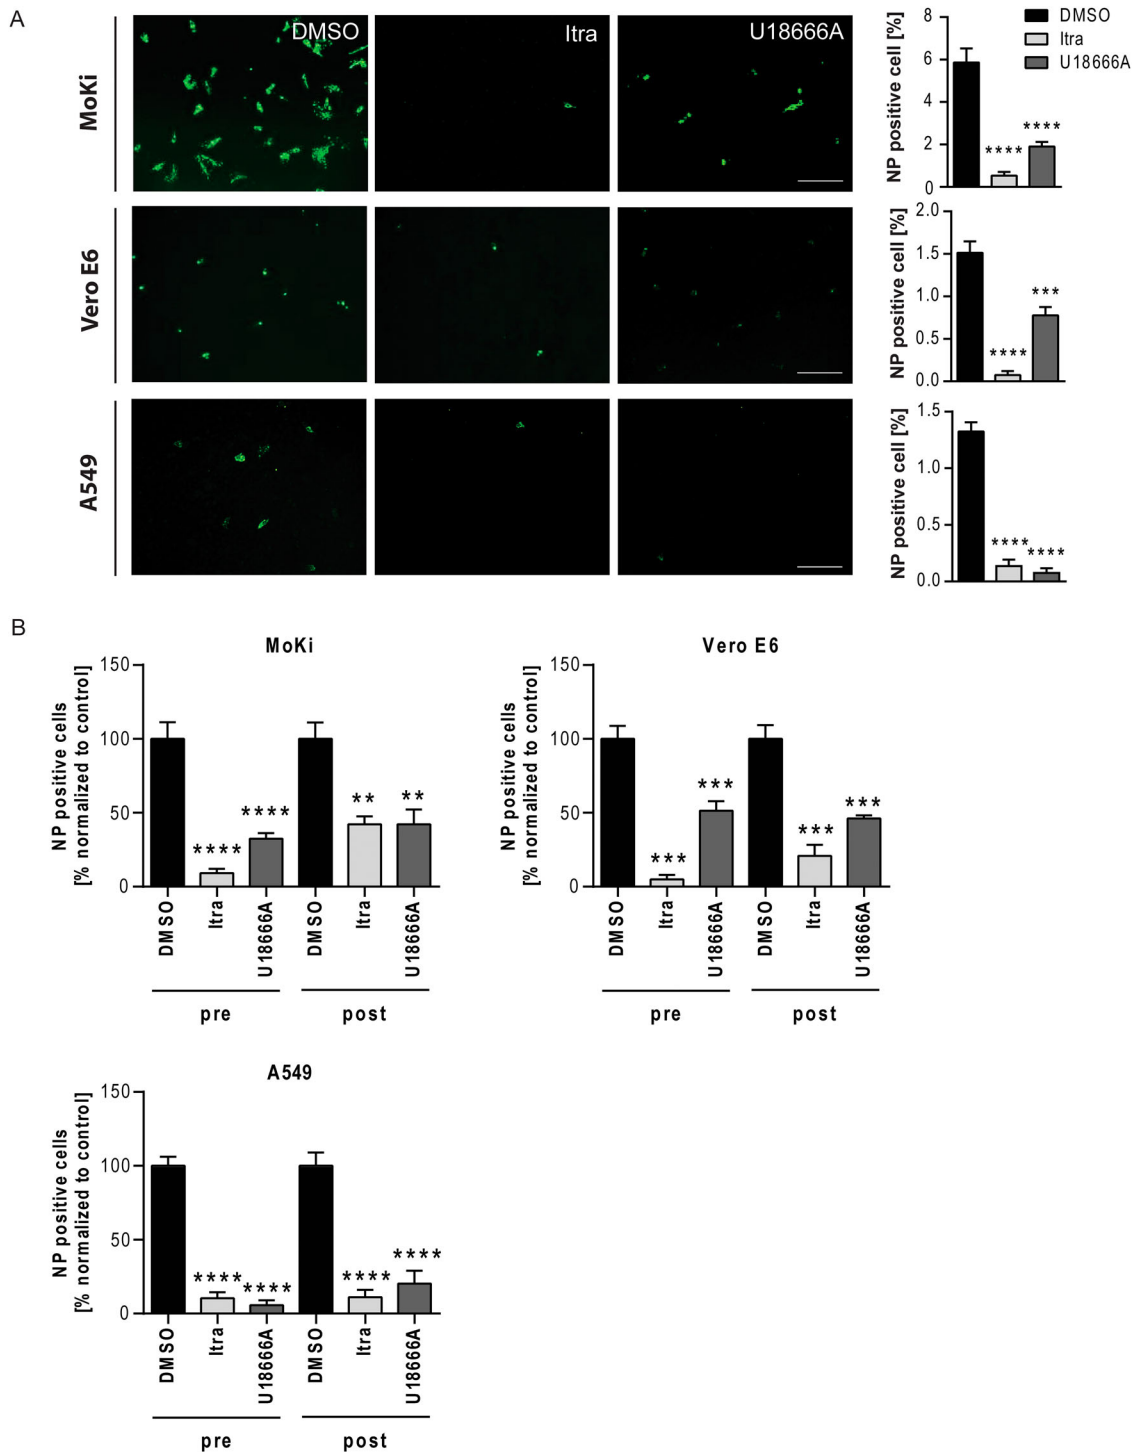 A
DMSO
Itra
U18666A
MoKi
Vero E6
A549
NP positive cell [%]
8
6
4
2
0
****
****
DMSO
Itra
U18666A
NP positive cell [%]
2.0
1.5
1.0
0.5
0.0
****
***
NP positive cell [%]
1.5
1.0
0.5
0.0
****
****
B
MoKi
NP positive cells
[% normalized to control]
150
100
50
0
****
****
**
**
DMSO
Itra
U18666A
DMSO
Itra
U18666A
pre
post
Vero E6
NP positive cells
[% normalized to control]
150
100
50
0
***
***
***
***
DMSO
Itra
U18666A
DMSO
Itra
U18666A
pre
post
A549
NP positive cells
[% normalized to control]
150
100
50
0
****
****
****
****
DMSO
Itra
U18666A
DMSO
Itra
U18666A
pre
post